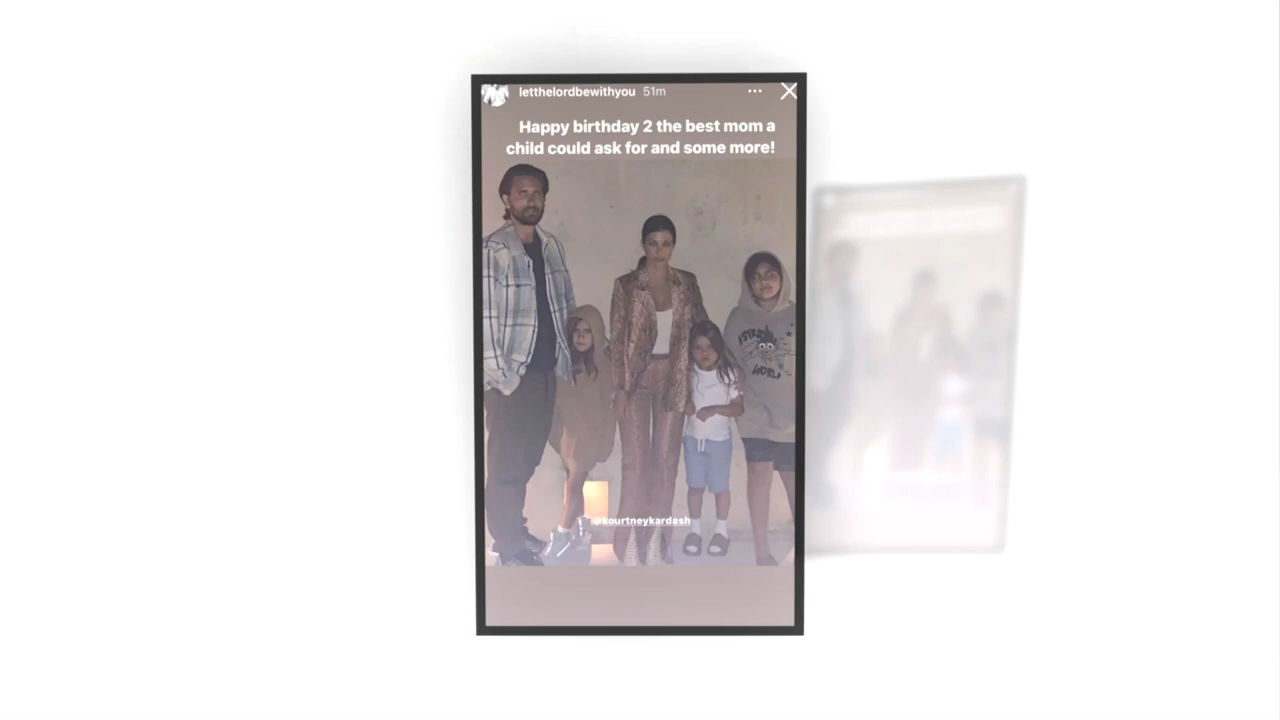 letthelordbewithyou 51m
Happy birthday 2 the best mom a
child could ask for and some more!
@kourtneykardash